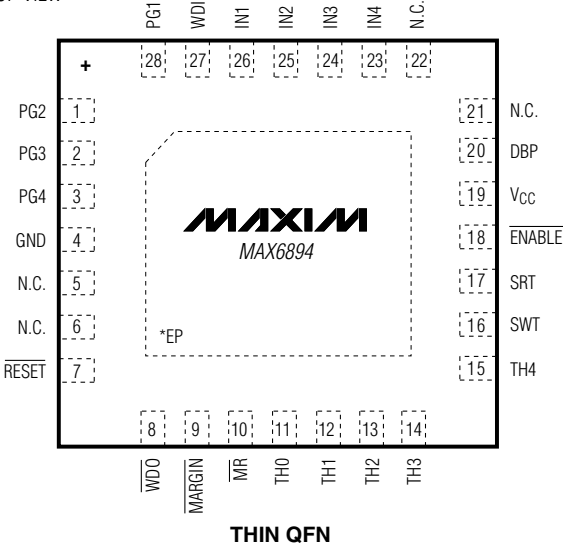 PG1 WDI IN1 IN2 IN3 IN4 N.C.
+ 28 27 26 25 24 23 22
PG2 1 21 N.C.
PG3 2 20 DBP
PG4 3 19 VCC
GND 4 18 ENABLE
N.C. 5 17 SRT
N.C. 6 16 SWT
RESET 7 15 TH4
MAXIM
MAX6894
*EP
8 9 10 11 12 13 14
WDO MARGIN MR TH0 TH1 TH2 TH3
THIN QFN